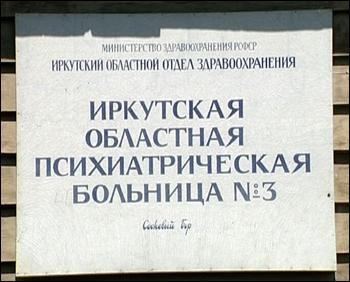 МИНИСТЕРСТВО ЗДРАВООХРАНЕНИЯ РСФСР
ИРКУТСКИЙ ОБЛАСТНОЙ ОТДЕЛ ЗДРАВООХРАНЕНИЯ
ИРКУТСКАЯ
ОБЛАСТНАЯ
ПСИХИАТРИЧЕСКАЯ
БОЛЬНИЦА №3
Сосновый Бор